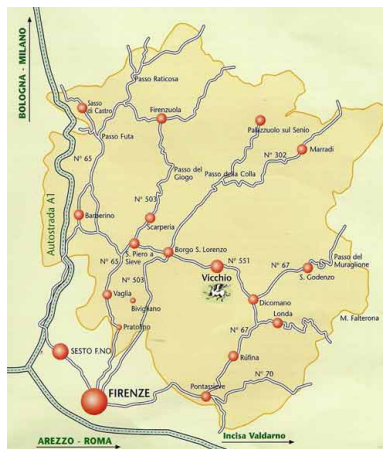 BOLOGNA - MILANO
Passo Raticosa
Sasso
di Castro
Firenzuola
Palazzuolo sul Senio
Passo Futa
Marradi
N° 302
N° 65
Passo del
Giogo
Passo della Colla
Autostrada A1
N° 503
Barberino
Scarperia
S. Piero a
Sieve
Borgo S. Lorenzo
N° 551
Passo del
Muraglione
N° 65
N° 67
N° 503
Vicchio
S. Godenzo
Vaglia
Bivigliano
Dicomano
Londa
M. Falterona
Pratolino
N° 67
SESTO F.NO
Rufina
N° 70
FIRENZE
Pontassieve
AREZZO - ROMA
Incisa Valdarno